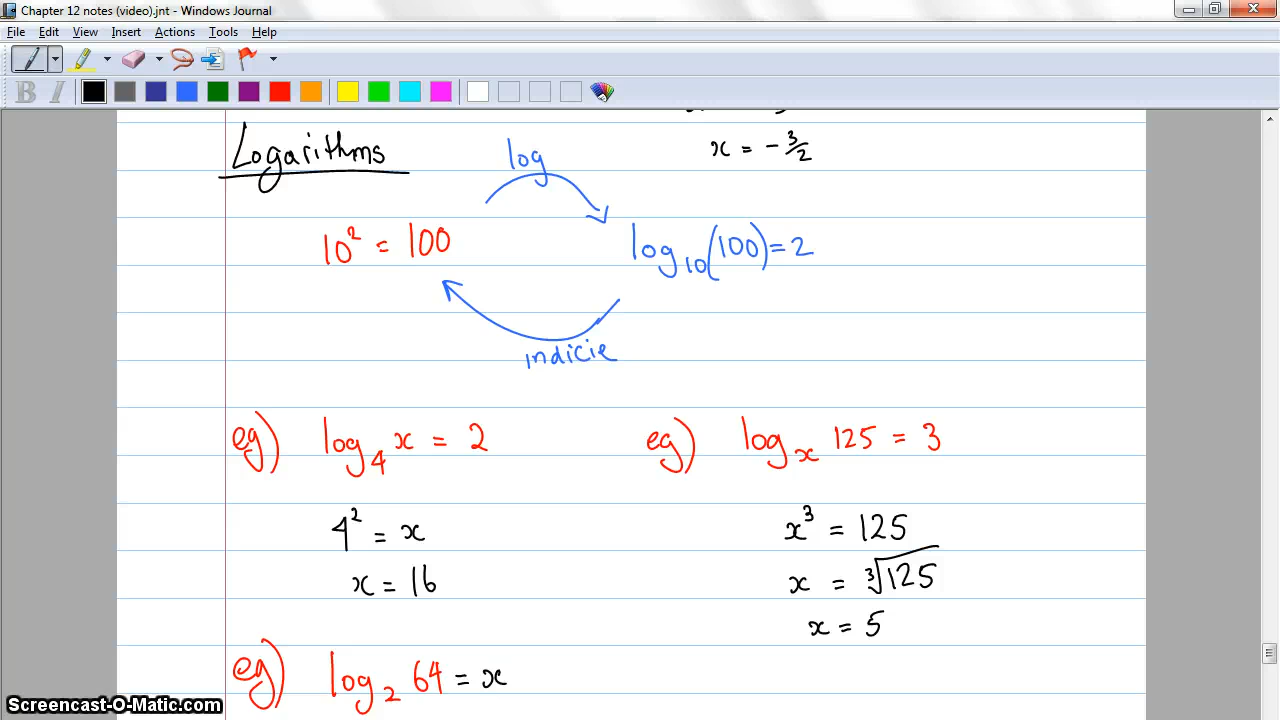 Chapter 12 notes (video).jnt - Windows Journal
File Edit View Insert Actions Tools Help
B I
x = -3/2
Logarithms
log
10² = 100
log₁₀(100) = 2
indicie
eg) log₄ x = 2
eg) logₓ 125 = 3
4² = x
x³ = 125
x = 16
x = ∛125
x = 5
eg) log₂ 64 = x
Screencast-O-Matic.com